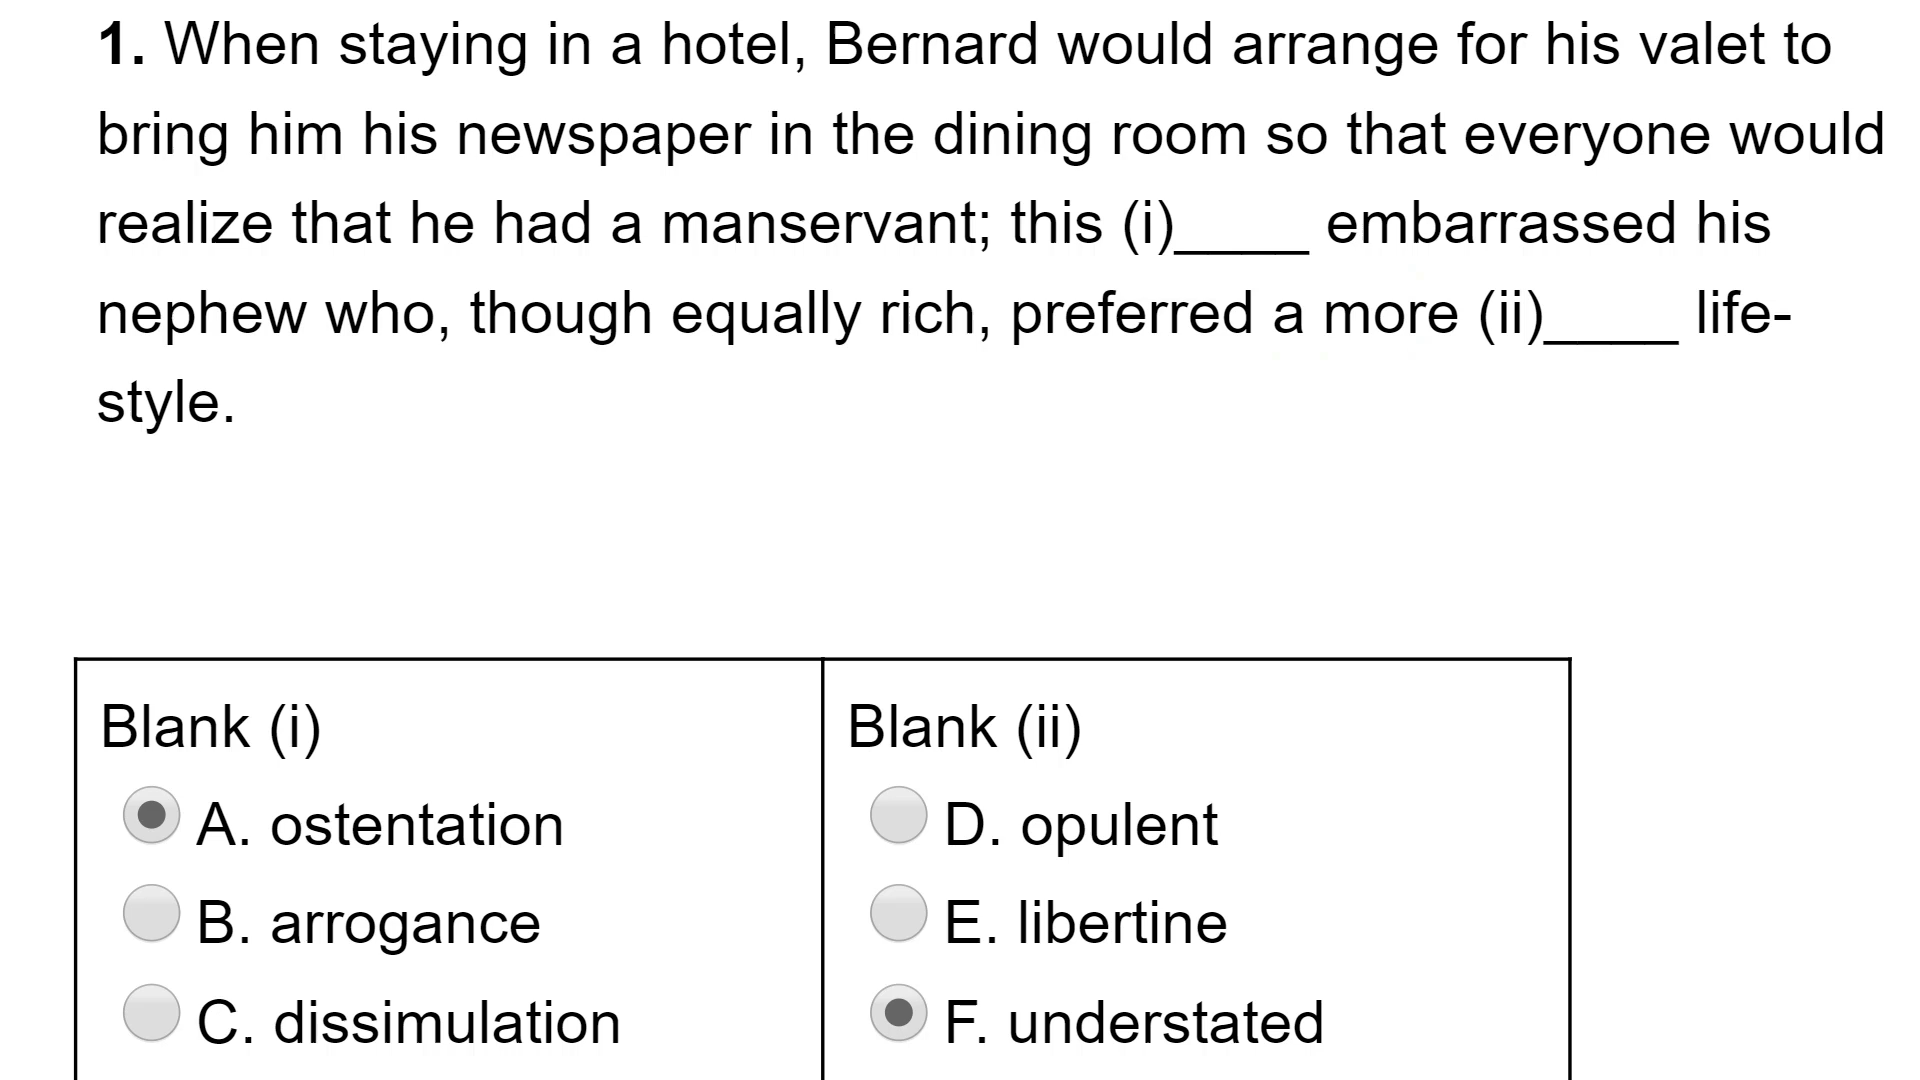 1. When staying in a hotel, Bernard would arrange for his valet to
bring him his newspaper in the dining room so that everyone would
realize that he had a manservant; this (i)____ embarrassed his
nephew who, though equally rich, preferred a more (ii)____ life-
style.
Blank (i)
A. ostentation
B. arrogance
C. dissimulation
Blank (ii)
D. opulent
E. libertine
F. understated